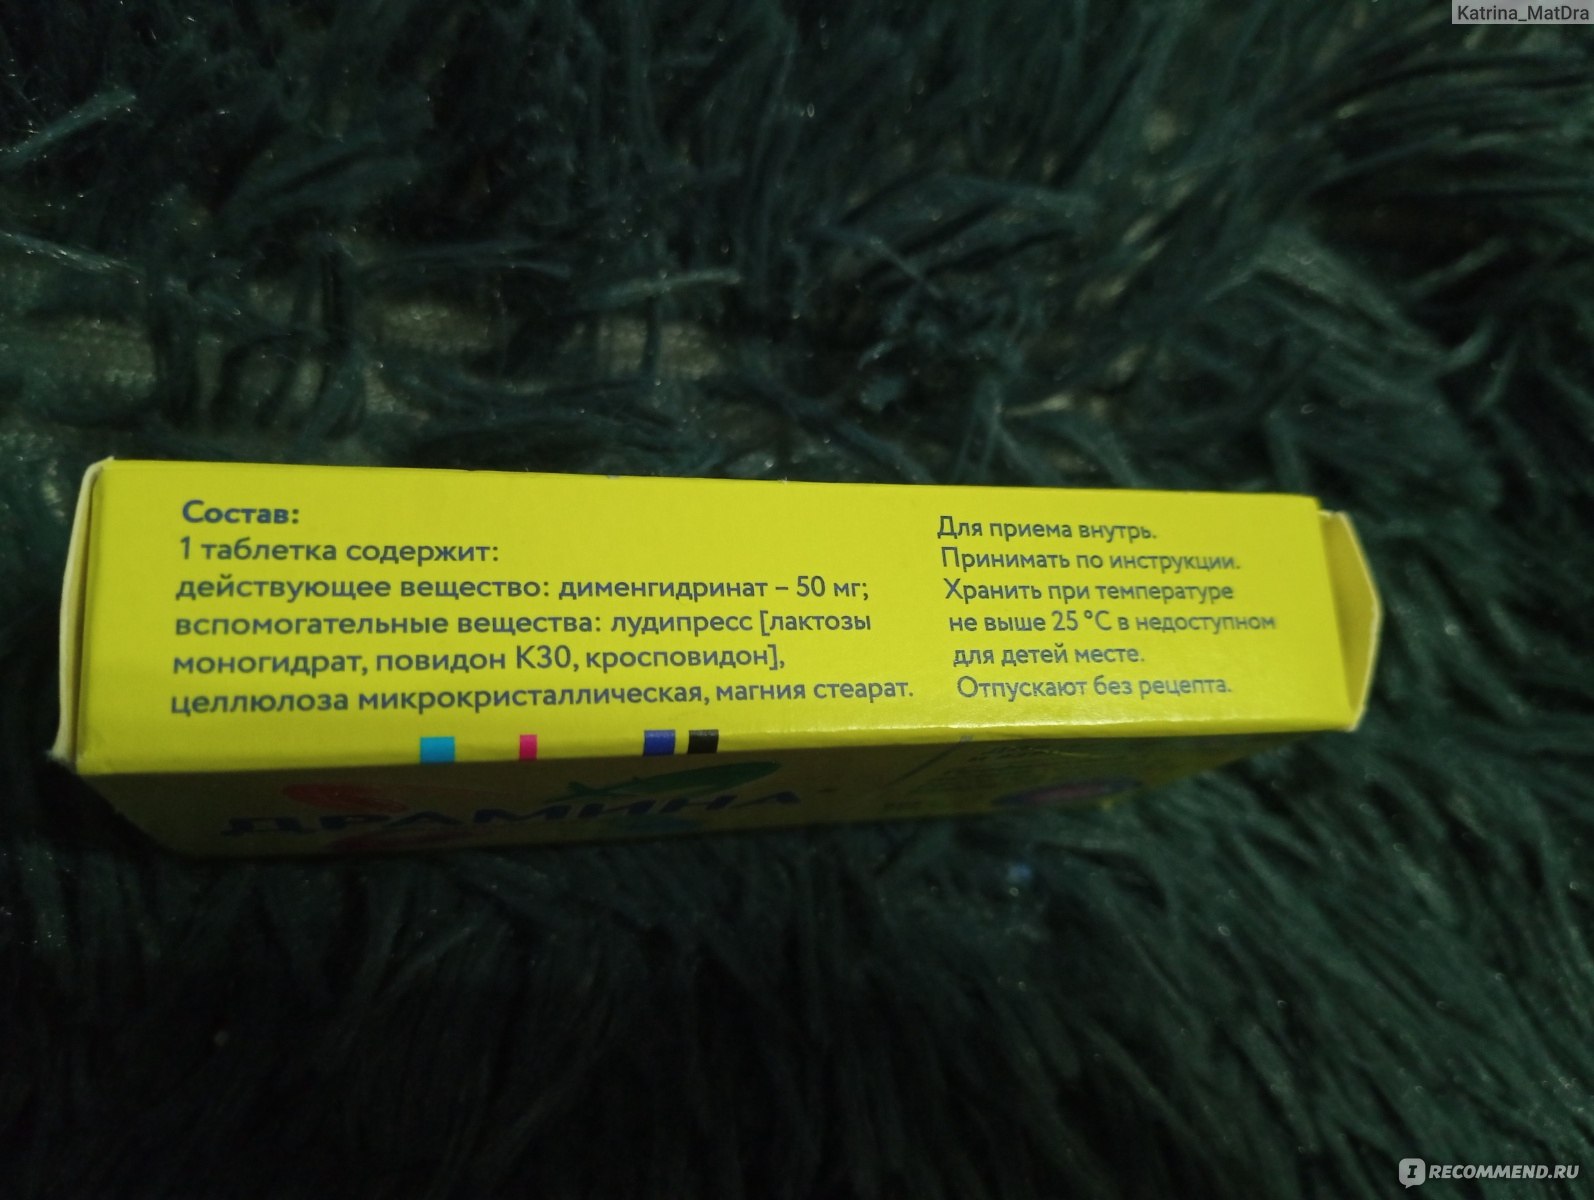 Katrina_MatDra
Состав:
1 таблетка содержит:
действующее вещество: дименгидринат – 50 мг;
вспомогательные вещества: лудипресс [лактозы
моногидрат, повидон К30, кросповидон],
целлюлоза микрокристаллическая, магния стеарат.
Для приема внутрь.
Принимать по инструкции.
Хранить при температуре
не выше 25 °С в недоступном
для детей месте.
Отпускают без рецепта.
ДРАМИНА
IRECOMMEND.RU